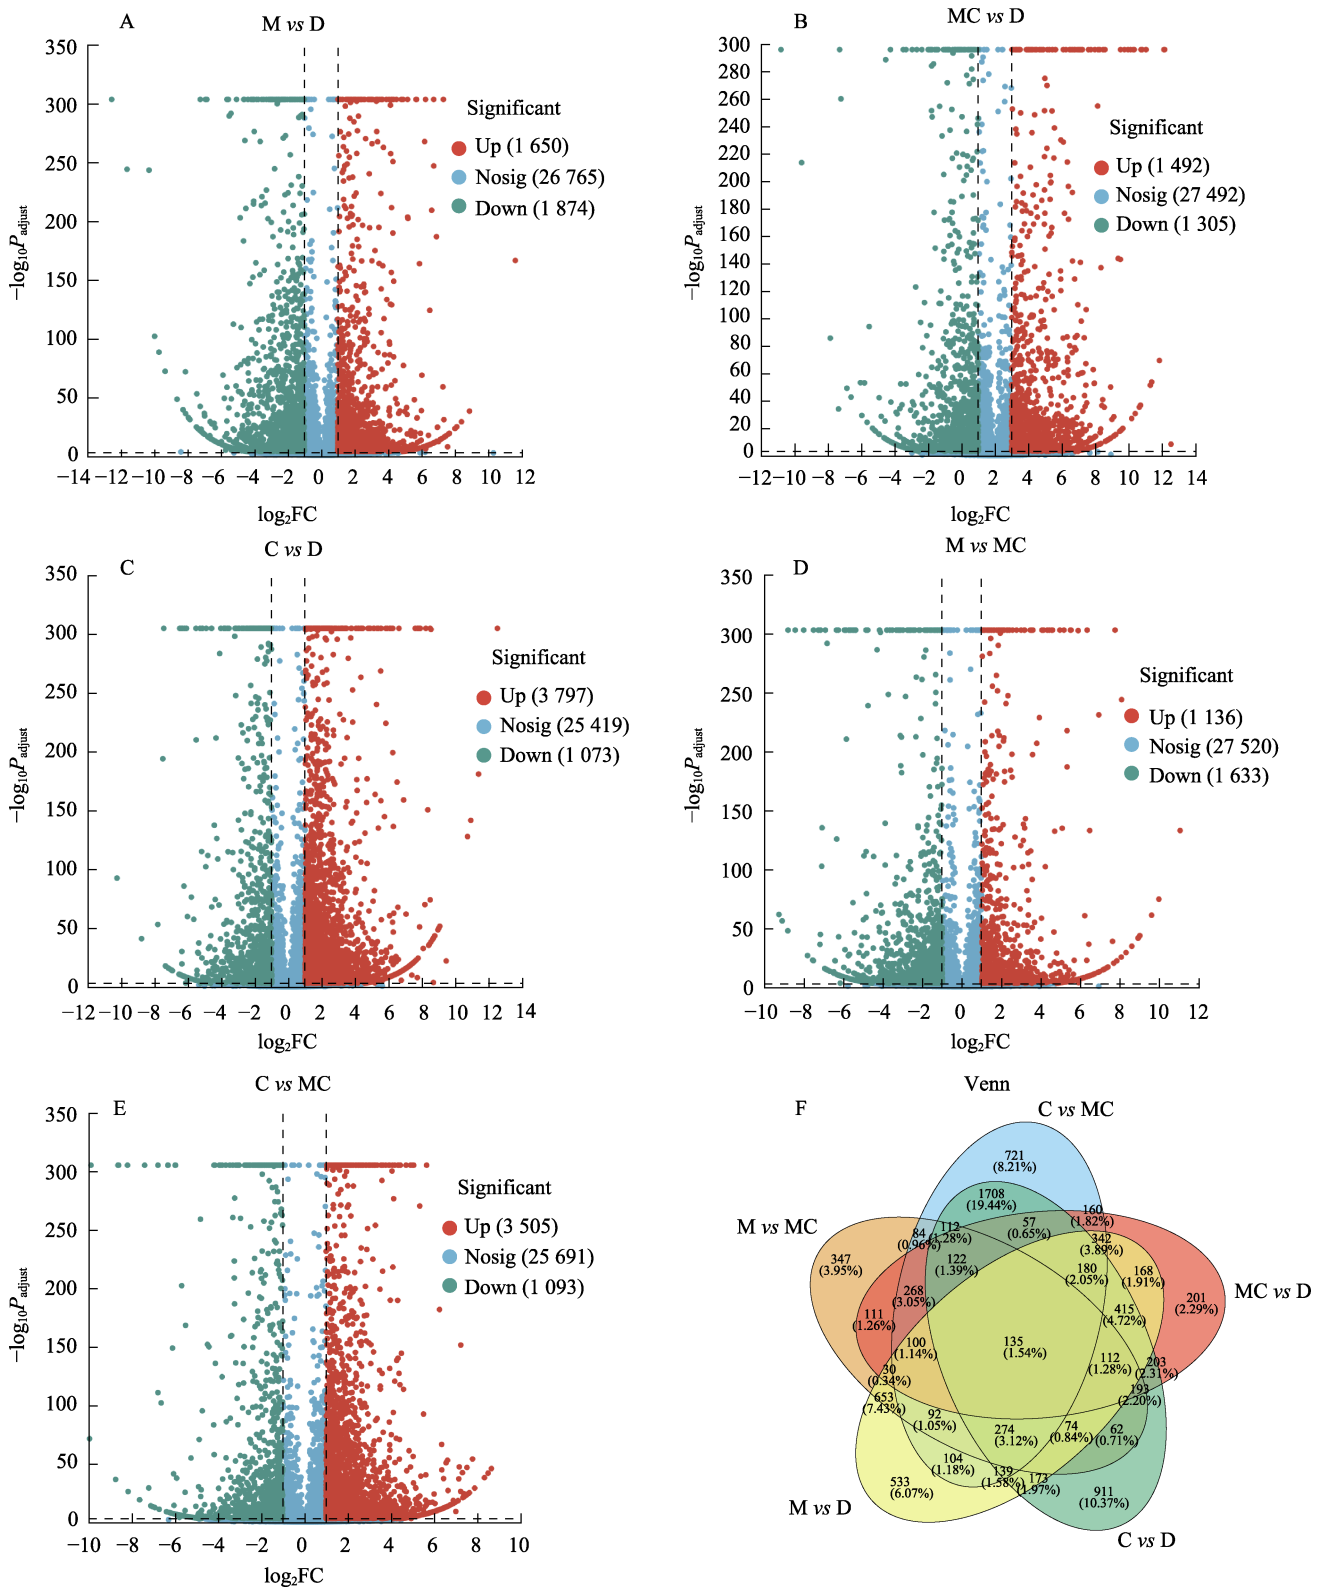 A
M vs D
350
300
250
200
150
100
50
0
−log10Padjust
−14 −12 −10 −8 −6 −4 −2 0 2 4 6 8 10 12
log2FC
Significant
Up (1 650)
Nosig (26 765)
Down (1 874)
B
MC vs D
300
280
260
240
220
200
180
160
140
120
100
80
60
40
20
0
−log10Padjust
−12 −10 −8 −6 −4 −2 0 2 4 6 8 10 12 14
log2FC
Significant
Up (1 492)
Nosig (27 492)
Down (1 305)
C
C vs D
350
300
250
200
150
100
50
0
−log10Padjust
−12 −10 −8 −6 −4 −2 0 2 4 6 8 10 12 14
log2FC
Significant
Up (3 797)
Nosig (25 419)
Down (1 073)
D
M vs MC
350
300
250
200
150
100
50
0
−log10Padjust
−10 −8 −6 −4 −2 0 2 4 6 8 10 12
log2FC
Significant
Up (1 136)
Nosig (27 520)
Down (1 633)
E
C vs MC
350
300
250
200
150
100
50
0
−log10Padjust
−10 −8 −6 −4 −2 0 2 4 6 8 10
log2FC
Significant
Up (3 505)
Nosig (25 691)
Down (1 093)
F
Venn
C vs MC
M vs MC
MC vs D
M vs D
C vs D
721
(8.21%)
1708
(19.44%)
160
(1.82%)
57
(0.65%)
112
(1.28%)
84
(0.96%)
342
(3.89%)
347
(3.95%)
122
(1.39%)
180
(2.05%)
168
(1.91%)
268
(3.05%)
201
(2.29%)
111
(1.26%)
415
(4.72%)
100
(1.14%)
135
(1.54%)
112
(1.28%)
203
(2.31%)
30
(0.34%)
193
(2.20%)
653
(7.43%)
92
(1.05%)
274
(3.12%)
74
(0.84%)
62
(0.71%)
104
(1.18%)
139
(1.58%)
173
(1.97%)
533
(6.07%)
911
(10.37%)